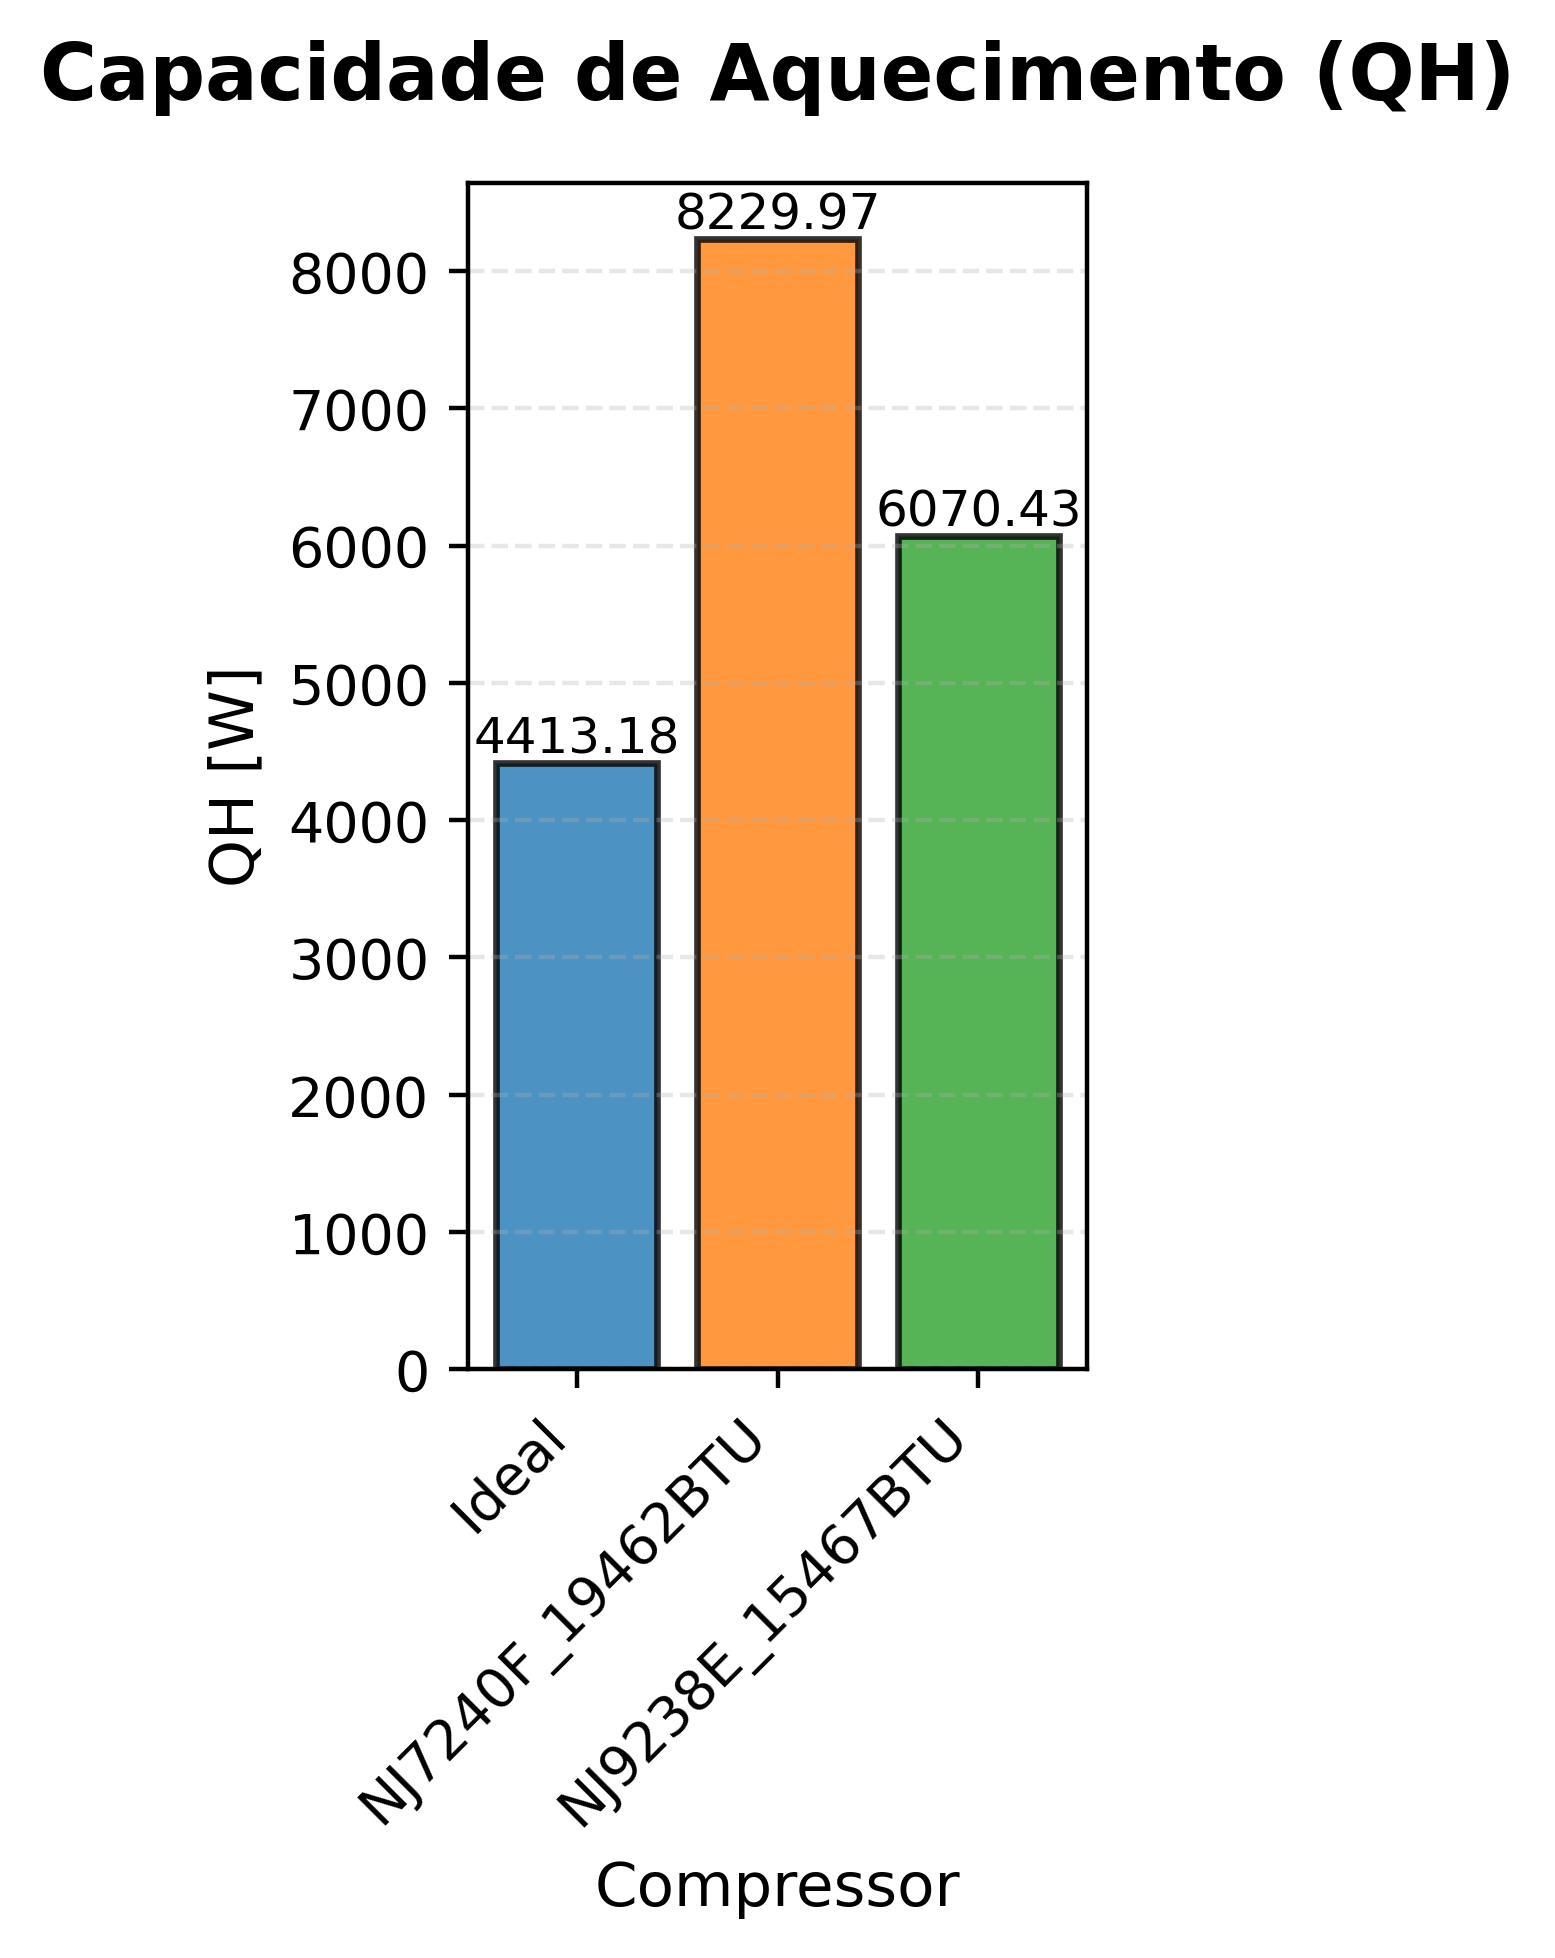 Capacidade de Aquecimento (QH)
8229.97
8000
7000
6070.43
6000
5000
4413.18
4000
3000
2000
1000
0
QH [W]
Ideal
NJ7240F_19462BTU
NJ9238E_15467BTU
Compressor